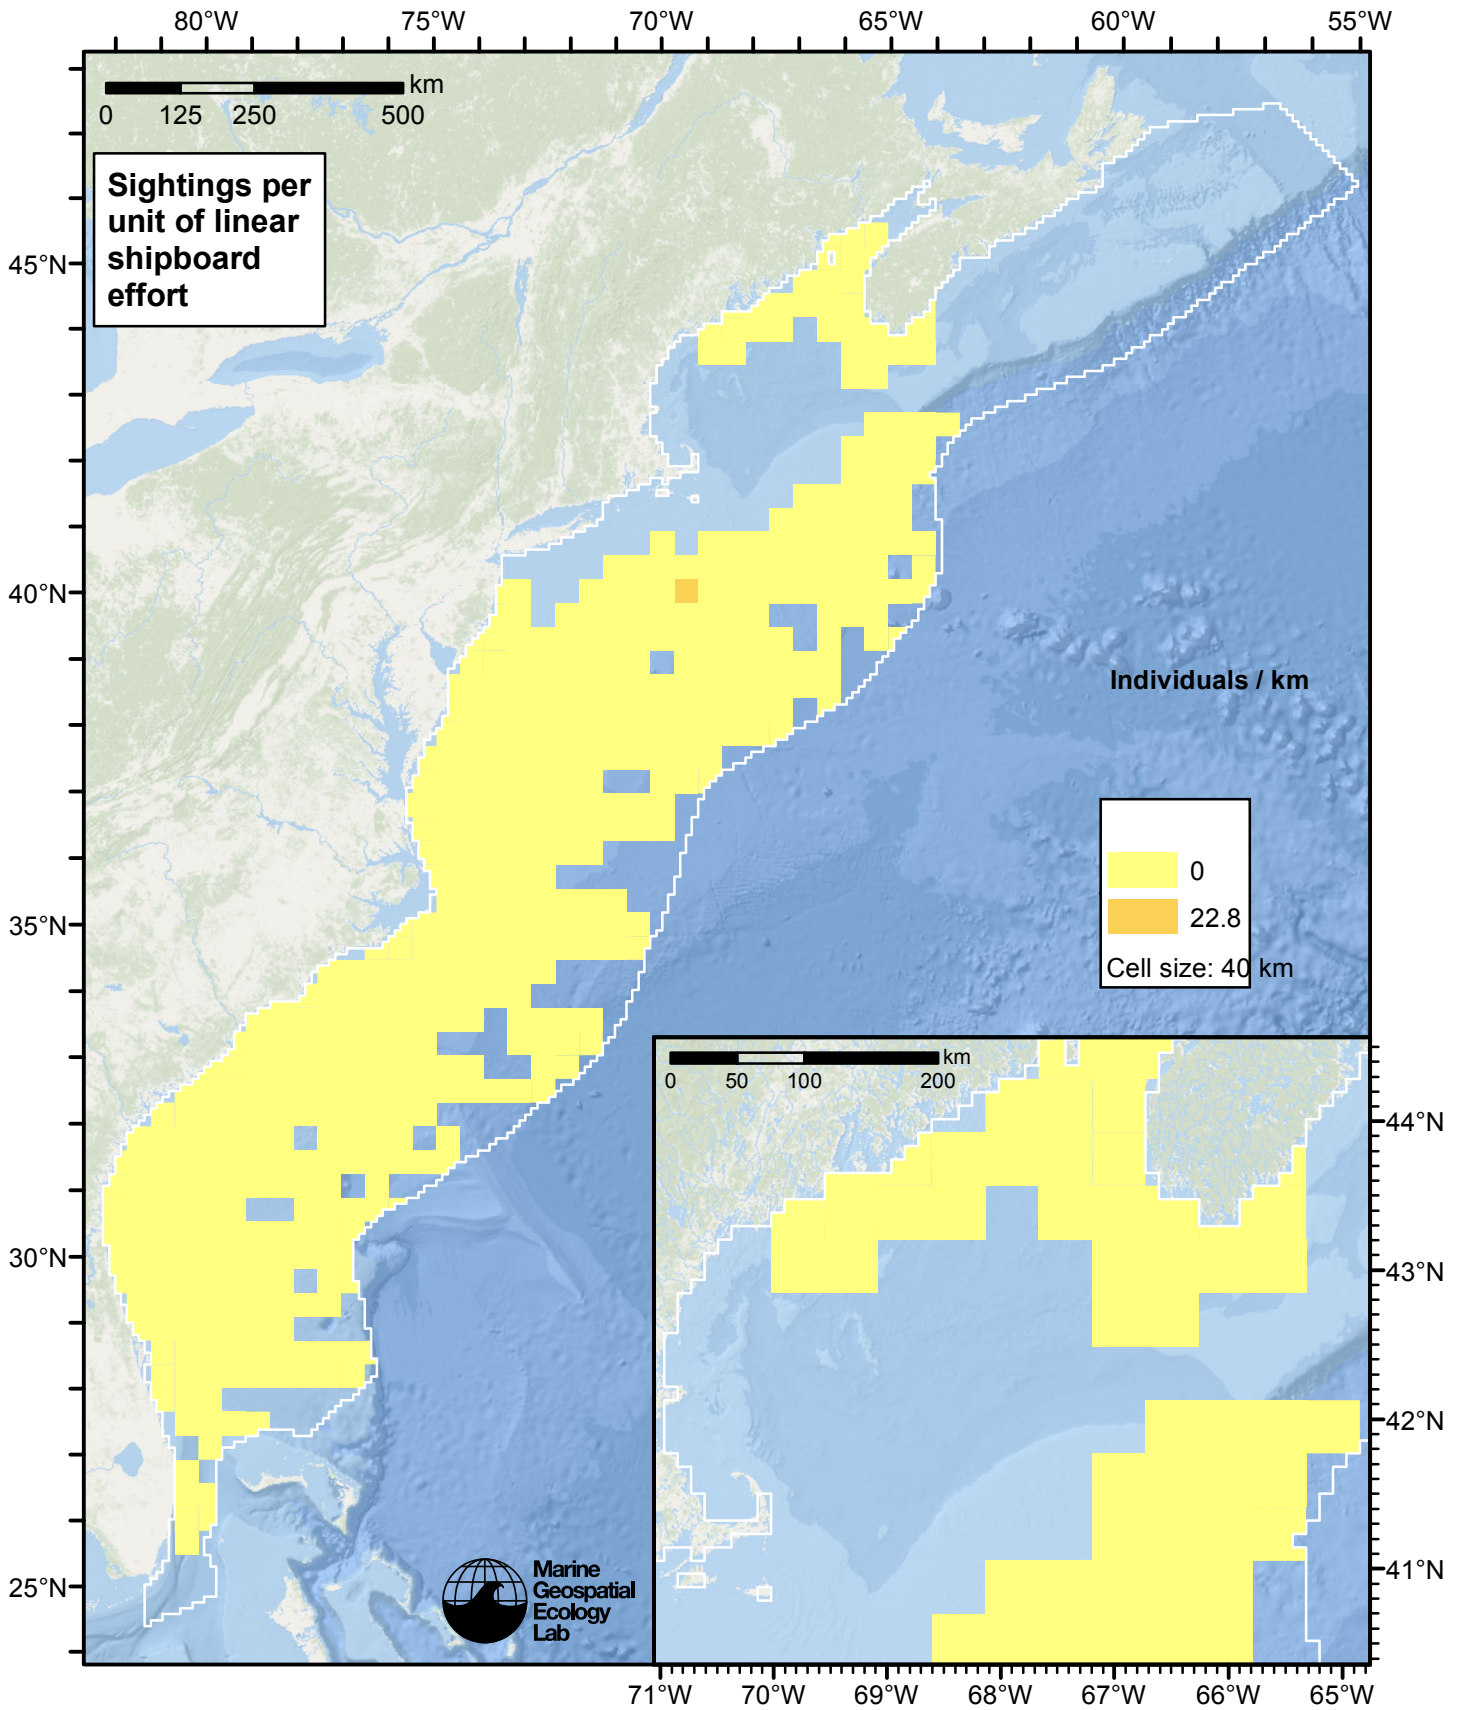 80°W 75°W 70°W 65°W 60°W 55°W
km
0 125 250 500
Sightings per
unit of linear
shipboard
effort
45°N
40°N
35°N
30°N
25°N
Individuals / km
0
22.8
Cell size: 40 km
km
0 50 100 200
44°N
43°N
42°N
41°N
Marine
Geospatial
Ecology
Lab
71°W 70°W 69°W 68°W 67°W 66°W 65°W